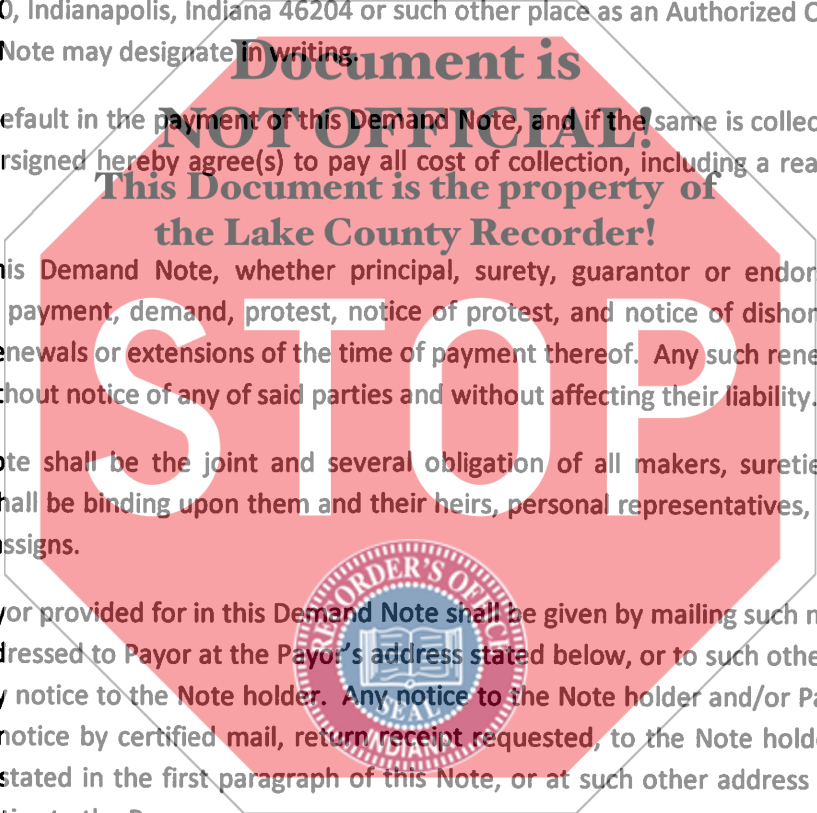 0, Indianapolis, Indiana 46204 or such other place as an Authorized
Note may designate in writing.
Document is
NOT OFFICIAL!
This Document is the property of
the Lake County Recorder!
efault in the payment of this Demand Note, and if the same is collec
rsigned hereby agree(s) to pay all cost of collection, including a rea
his Demand Note, whether principal, surety, guarantor or endor
payment, demand, protest, notice of protest, and notice of dishon
enewals or extensions of the time of payment thereof. Any such rene
thout notice of any of said parties and without affecting their liability.
STOP
ote shall be the joint and several obligation of all makers, suretie
hall be binding upon them and their heirs, personal representatives,
assigns.
yor provided for in this Demand Note shall be given by mailing such n
dressed to Payor at the Payor's address stated below, or to such othe
y notice to the Note holder. Any notice to the Note holder and/or Pa
notice by certified mail, return receipt requested, to the Note hold
stated in the first paragraph of this Note, or at such other address
RECORDER'S OFFICE
SEAL
INDIANA